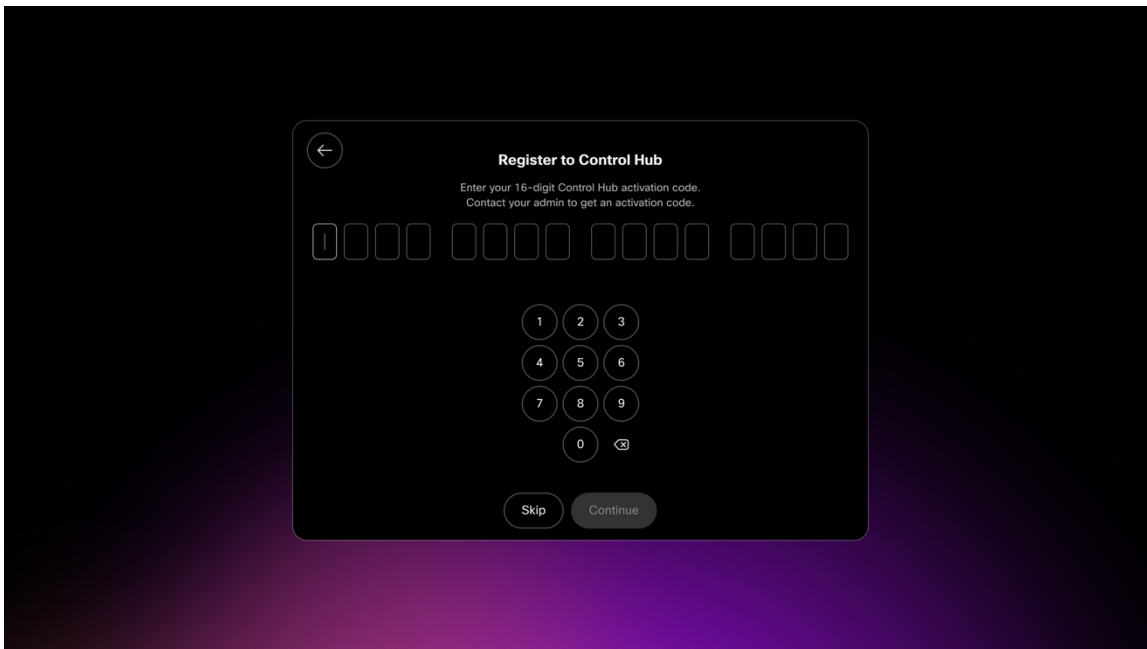 Register to Control Hub
Enter your 16-digit Control Hub activation code.
Contact your admin to get an activation code.
1 2 3
4 5 6
7 8 9
0
Skip Continue